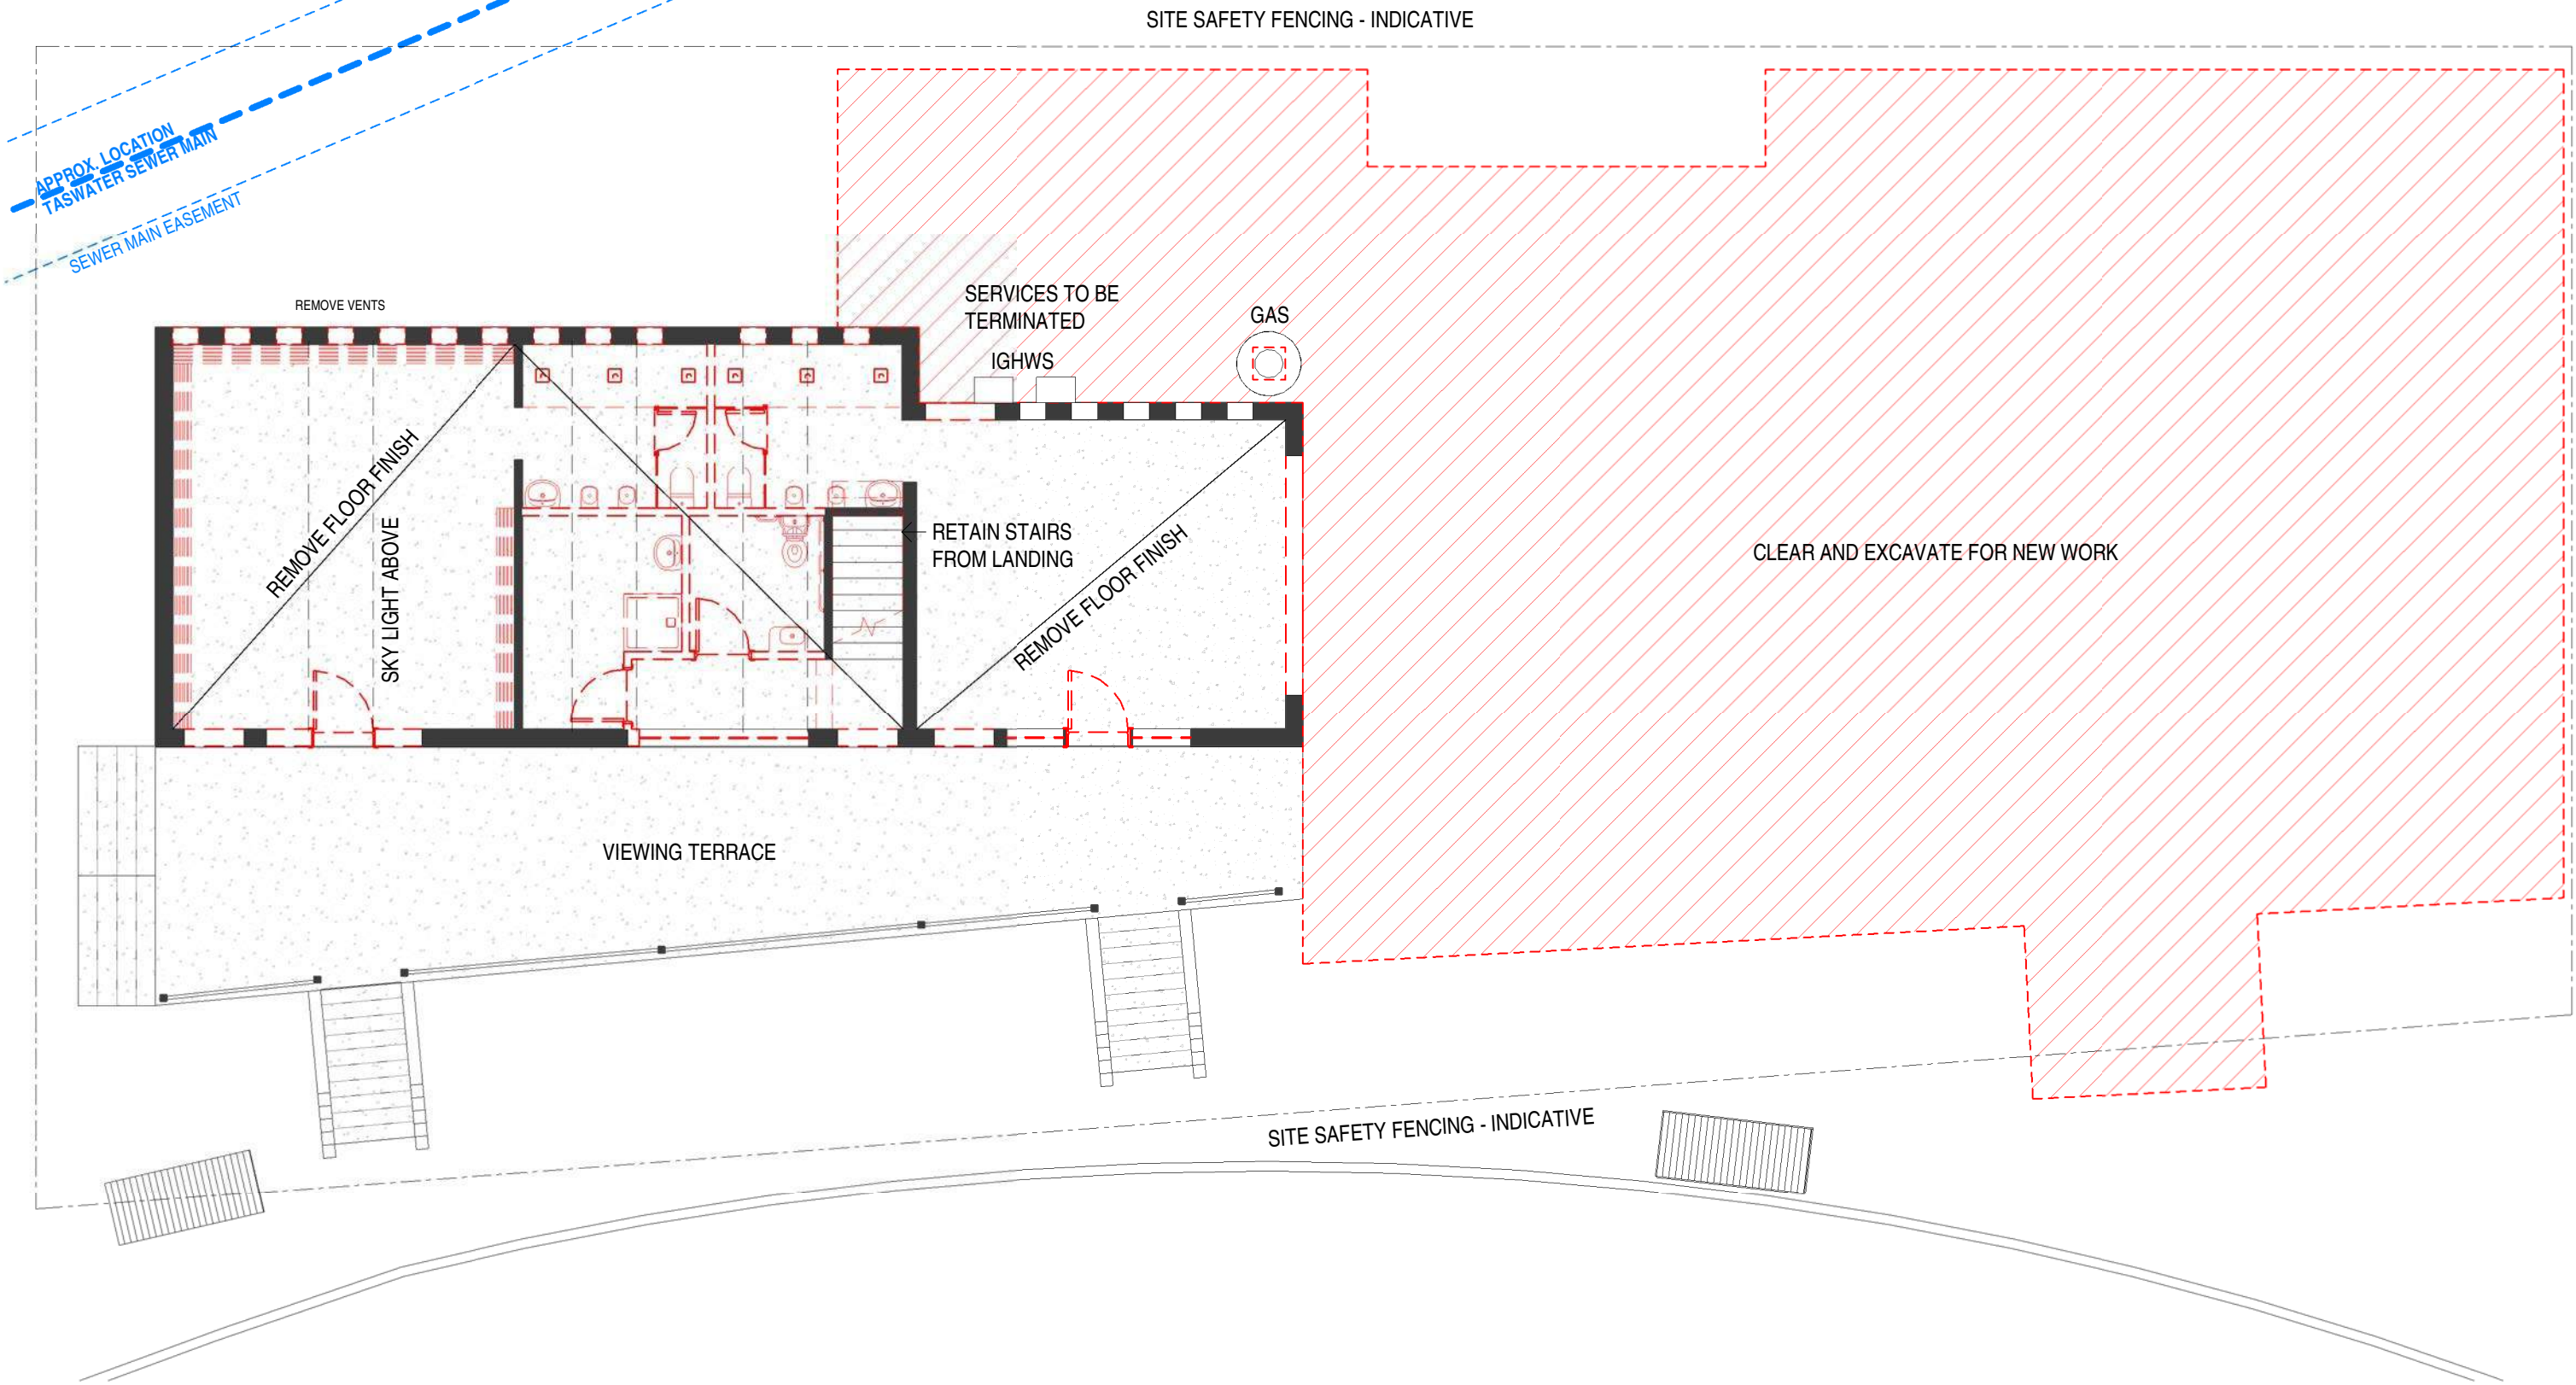 SITE SAFETY FENCING - INDICATIVE
APPROX. LOCATION
TASWATER SEWER MAIN
SEWER MAIN EASEMENT
REMOVE VENTS
SERVICES TO BE
TERMINATED
GAS
IGHWS
REMOVE FLOOR FINISH
SKY LIGHT ABOVE
RETAIN STAIRS
FROM LANDING
REMOVE FLOOR FINISH
CLEAR AND EXCAVATE FOR NEW WORK
VIEWING TERRACE
SITE SAFETY FENCING - INDICATIVE